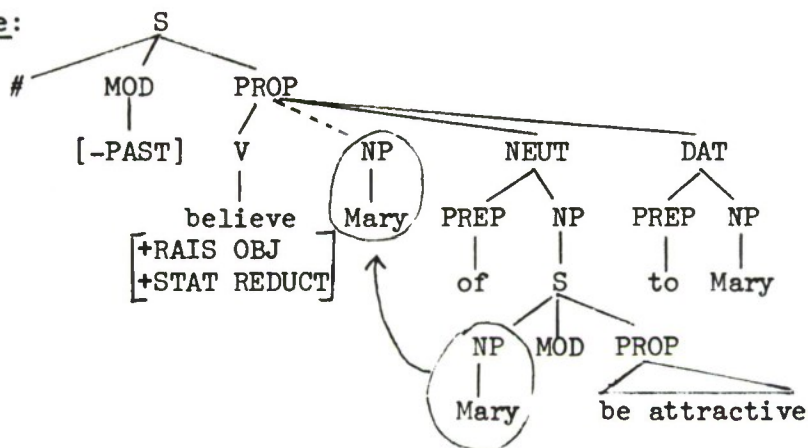 e:
S
# MOD PROP
[-PAST] V NP NEUT DAT
believe Mary PREP NP PREP NP
[+RAIS OBJ
+STAT REDUCT] of S to Mary
NP MOD PROP
Mary be attractive